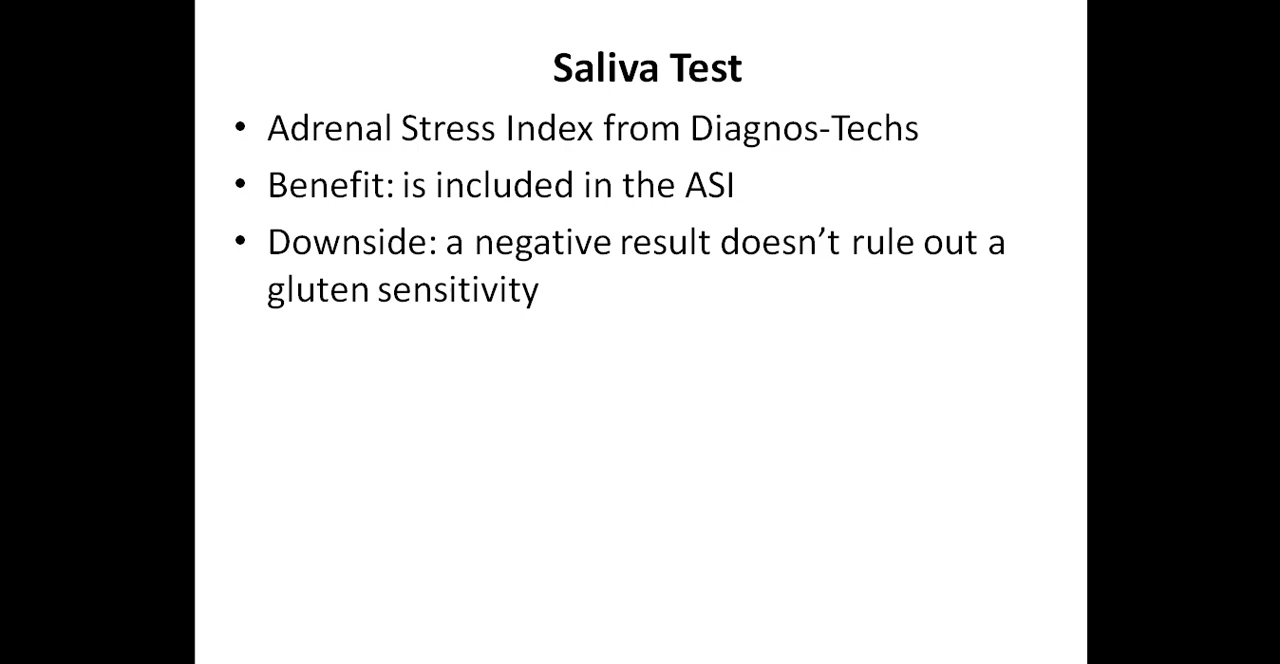 Saliva Test
• Adrenal Stress Index from Diagnos-Techs
• Benefit: is included in the ASI
• Downside: a negative result doesn’t rule out a
gluten sensitivity